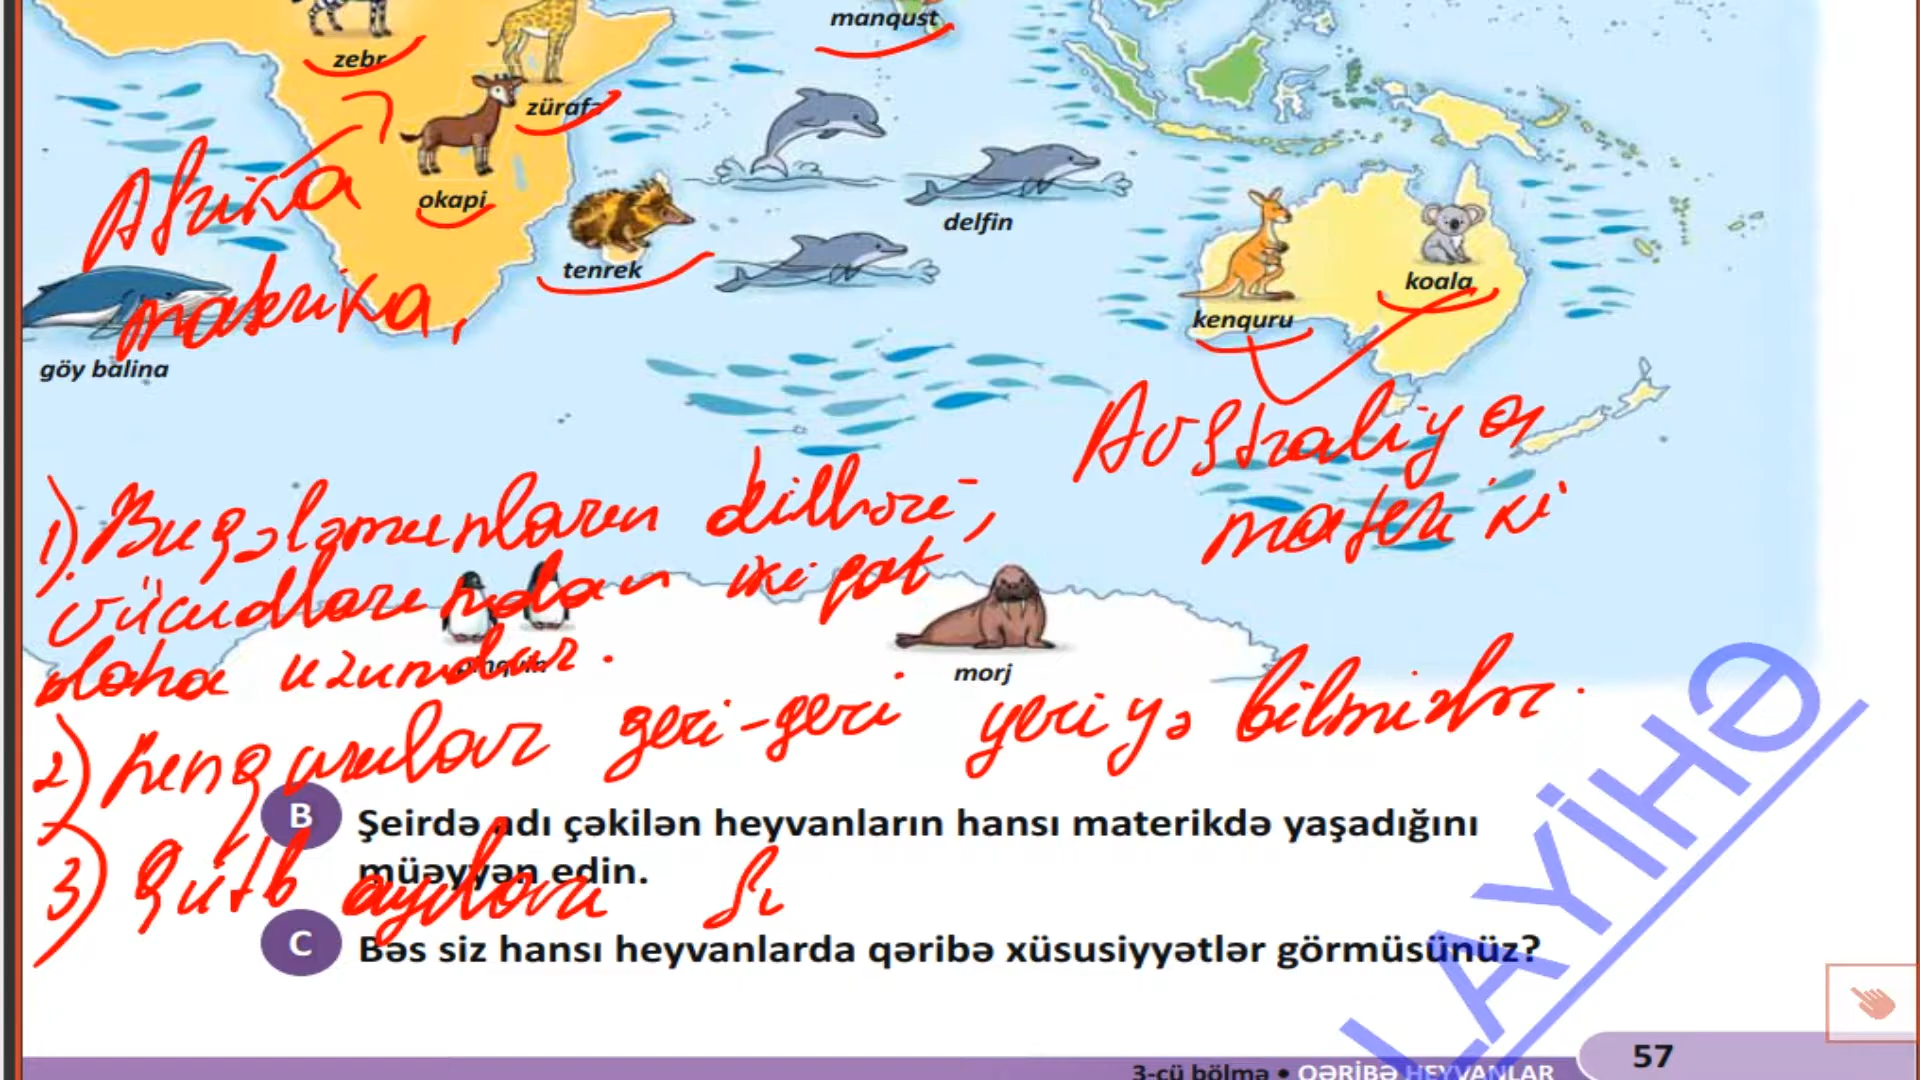 manqust
zebr
züraf
okapi
Afrika
materika,
delfin
tenrek
koala
kenquru
göy balina
Avstraliya
materiki
1) Buqələmunların dilləri,
vücudlarından iki qat
daha uzundur.
morj
2) Kenqurular geri-geri yeriyə bilmirlər.
B Şeirdə adı çəkilən heyvanların hansı materikdə yaşadığını
müəyyən edin.
3) Qütb ayıları
C Bəs siz hansı heyvanlarda qəribə xüsusiyyətlər görmüsünüz?
LAYİHƏ
57
3-cü bölmə • QƏRİBƏ HEYVANLAR